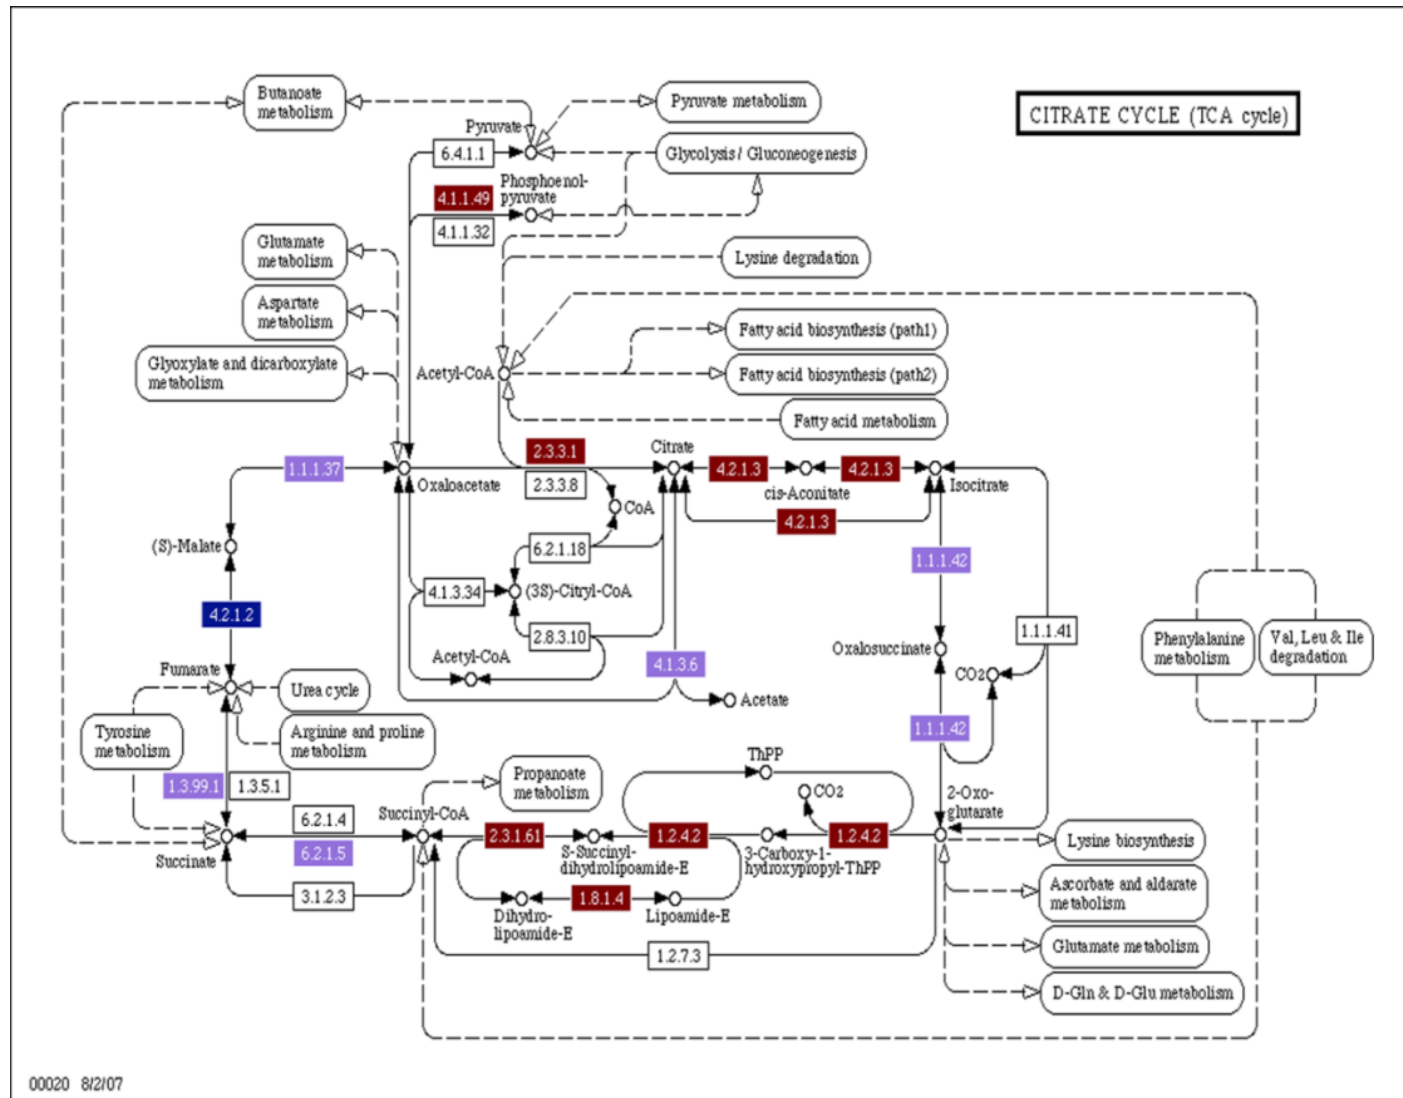 CITRATE CYCLE (TCA cycle)
Butanoate
metabolism
Pyruvate metabolism
Pyruvate
6.4.1.1
Glycolysis / Gluconeogenesis
Phosphoenol-
pyruvate
4.1.1.49
4.1.1.32
Glutamate
metabolism
Lysine degradation
Aspartate
metabolism
Fatty acid biosynthesis (path1)
Glyoxylate and dicarboxylate
metabolism
Acetyl-CoA
Fatty acid biosynthesis (path2)
Fatty acid metabolism
1.1.1.37
Oxaloacetate
2.3.3.1
2.3.3.8
Citrate
4.2.1.3
4.2.1.3
cis-Aconitate
Isocitrate
CoA
4.2.1.3
(S)-Malate
6.2.1.18
1.1.1.42
4.1.3.34
(3S)-Citryl-CoA
4.2.1.2
2.8.3.10
1.1.1.41
Acetyl-CoA
4.1.3.6
Oxalosuccinate
Phenylalanine
metabolism
Val, Leu & Ile
degradation
Fumarate
CO2
Urea cycle
Acetate
Tyrosine
metabolism
Arginine and proline
metabolism
1.1.1.42
1.3.99.1
1.3.5.1
Propanoate
metabolism
ThPP
CO2
2-Oxo-
glutarate
6.2.1.4
Succinyl-CoA
2.3.1.61
1.2.4.2
1.2.4.2
Lysine biosynthesis
Succinate
6.2.1.5
S-Succinyl-
dihydrolipoamide-E
3-Carboxy-1-
hydroxypropyl-ThPP
3.1.2.3
1.8.1.4
Ascorbate and aldarate
metabolism
Dihydro-
lipoamide-E
Lipoamide-E
1.2.7.3
Glutamate metabolism
D-Gln & D-Glu metabolism
00020 8/2/07